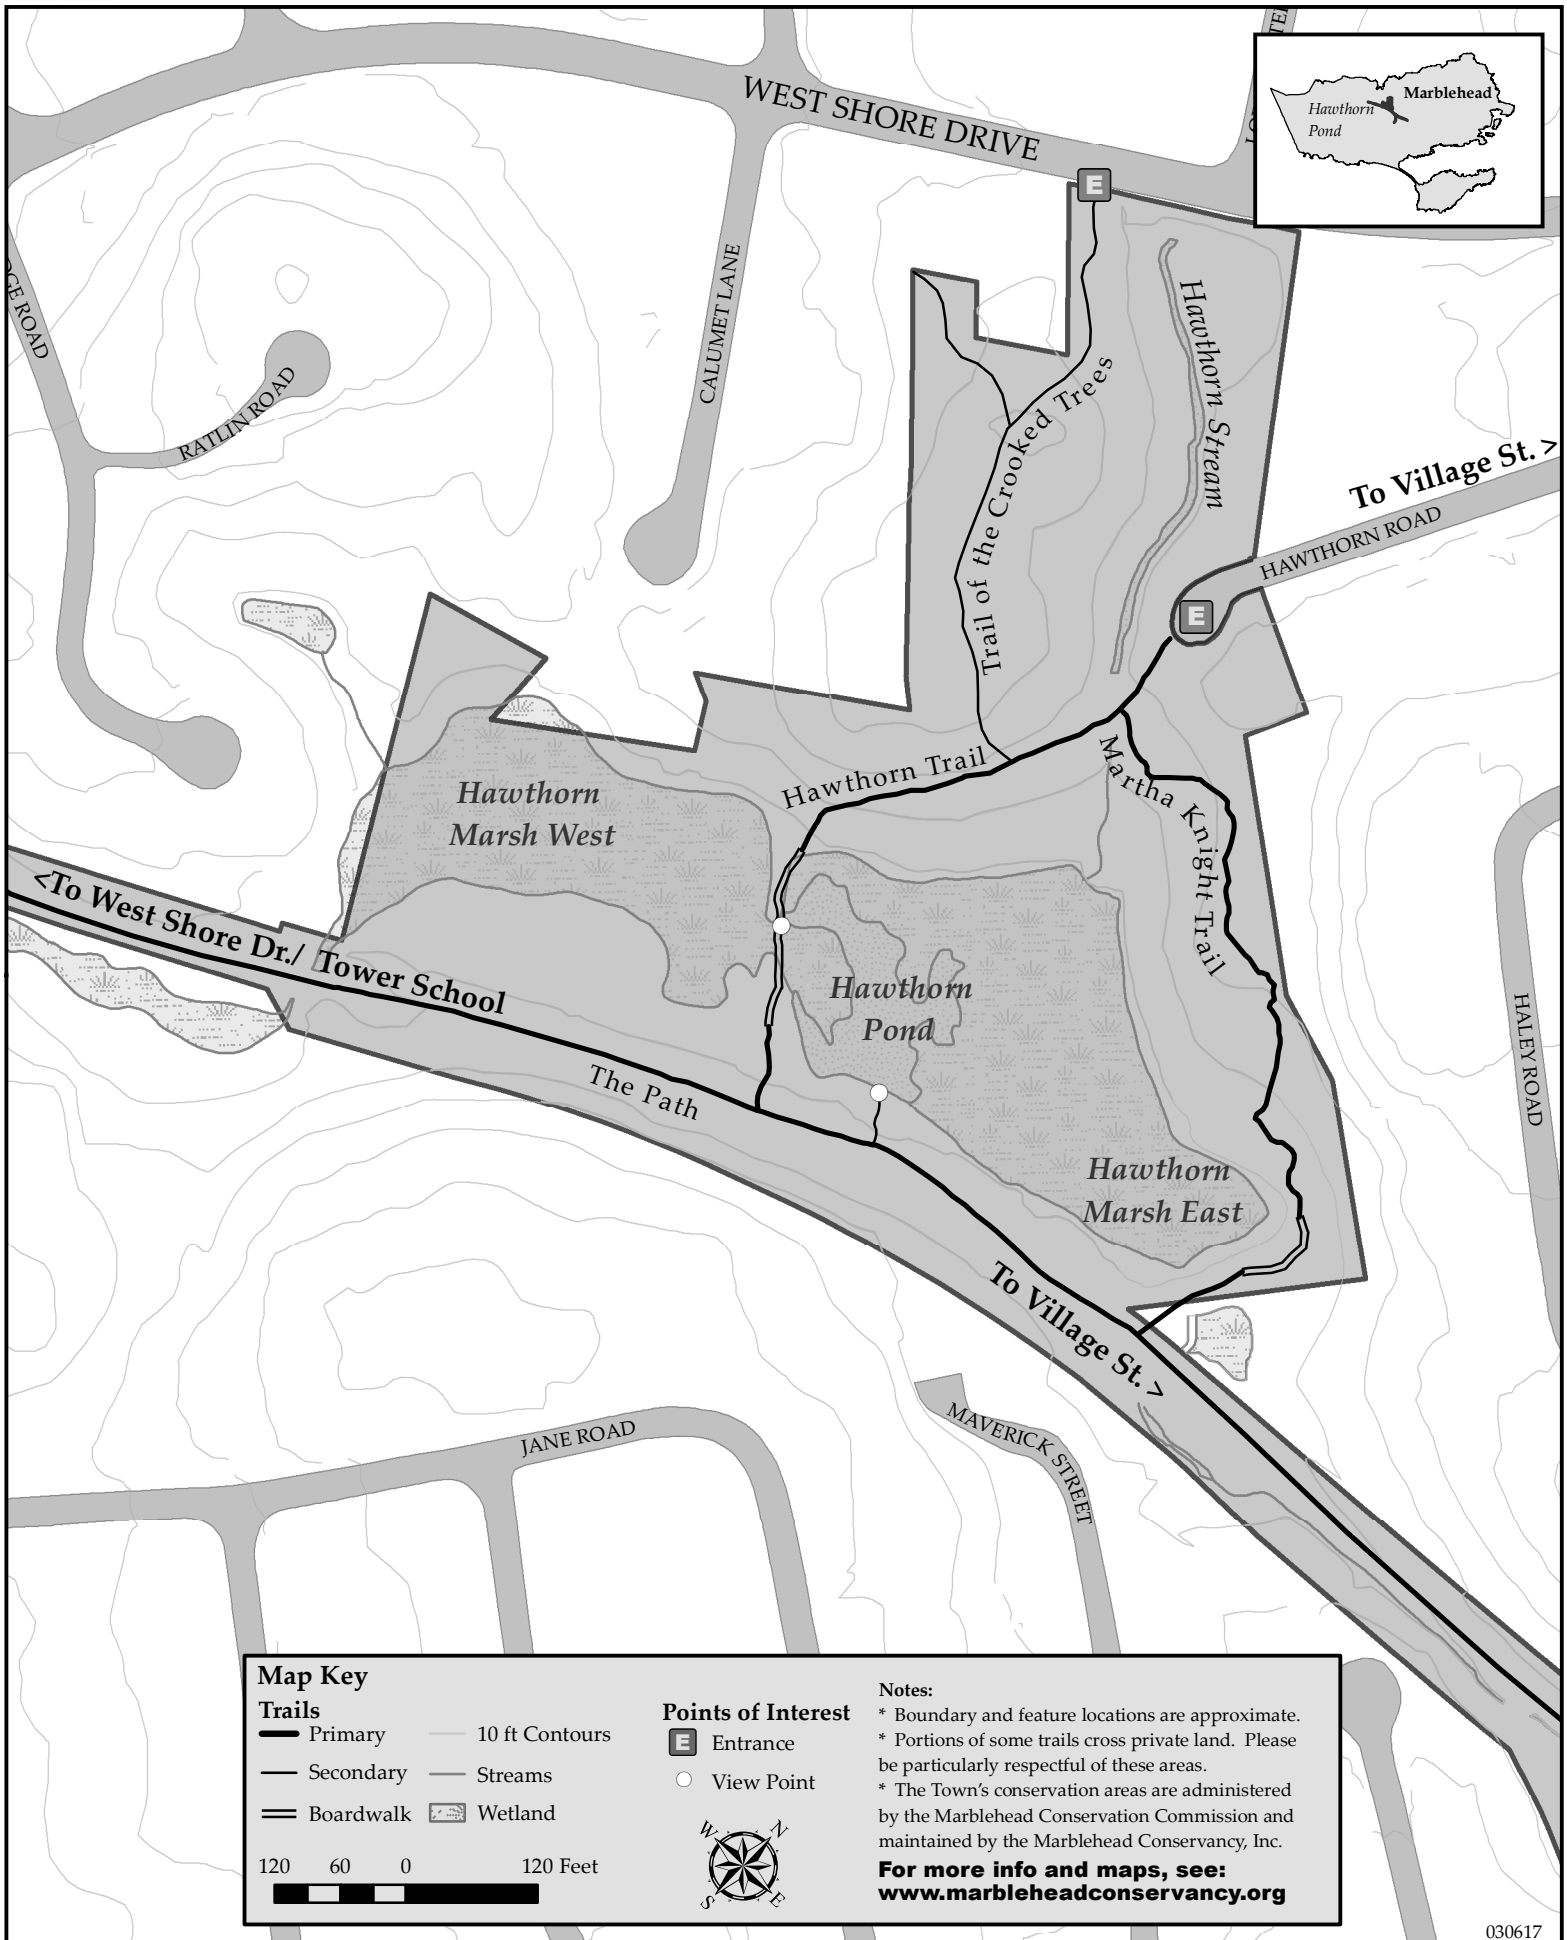 WEST SHORE DRIVE
E
Marblehead
Hawthorn
Pond
CALUMET LANE
RATLIN ROAD
Hawthorn Stream
Trail of the Crooked Trees
To Village St. >
HAWTHORN ROAD
E
Hawthorn Trail
Martha Knight Trail
Hawthorn
Marsh West
<To West Shore Dr./ Tower School
Hawthorn
Pond
The Path
HALEY ROAD
Hawthorn
Marsh East
To Village St. >
JANE ROAD
MAVERICK STREET
Map Key
Trails
Primary
Secondary
Boardwalk
10 ft Contours
Streams
Wetland
120 60 0 120 Feet
Points of Interest
E Entrance
View Point
W N
S E
Notes:
* Boundary and feature locations are approximate.
* Portions of some trails cross private land. Please
be particularly respectful of these areas.
* The Town's conservation areas are administered
by the Marblehead Conservation Commission and
maintained by the Marblehead Conservancy, Inc.
For more info and maps, see:
www.marbleheadconservancy.org
030617